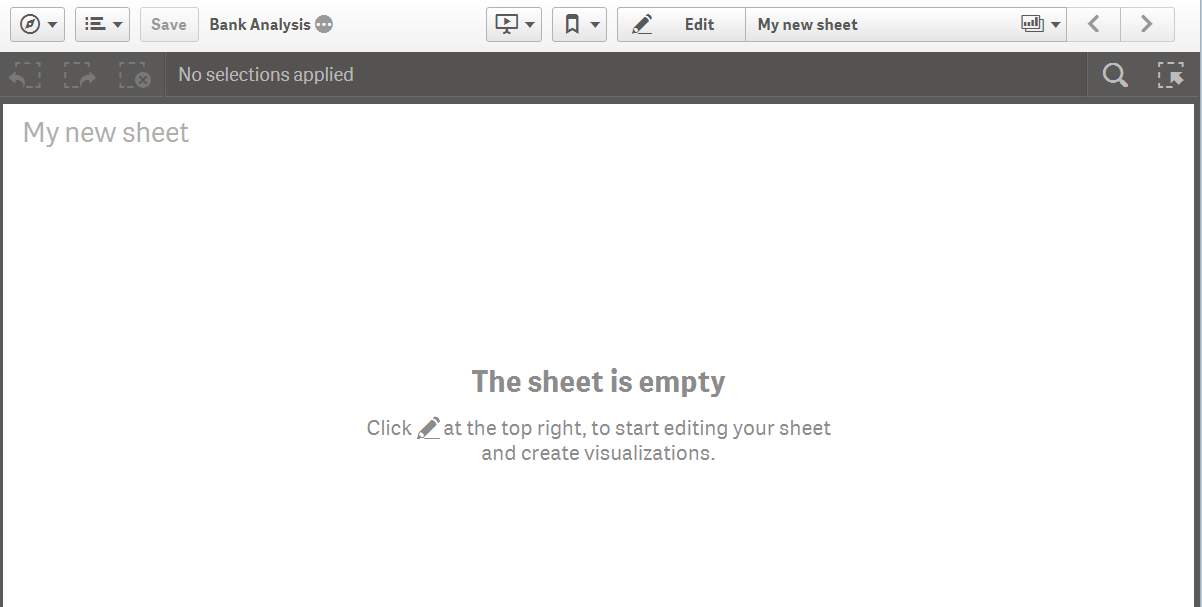 Save Bank Analysis Edit My new sheet
No selections applied
My new sheet
The sheet is empty
Click at the top right, to start editing your sheet
and create visualizations.